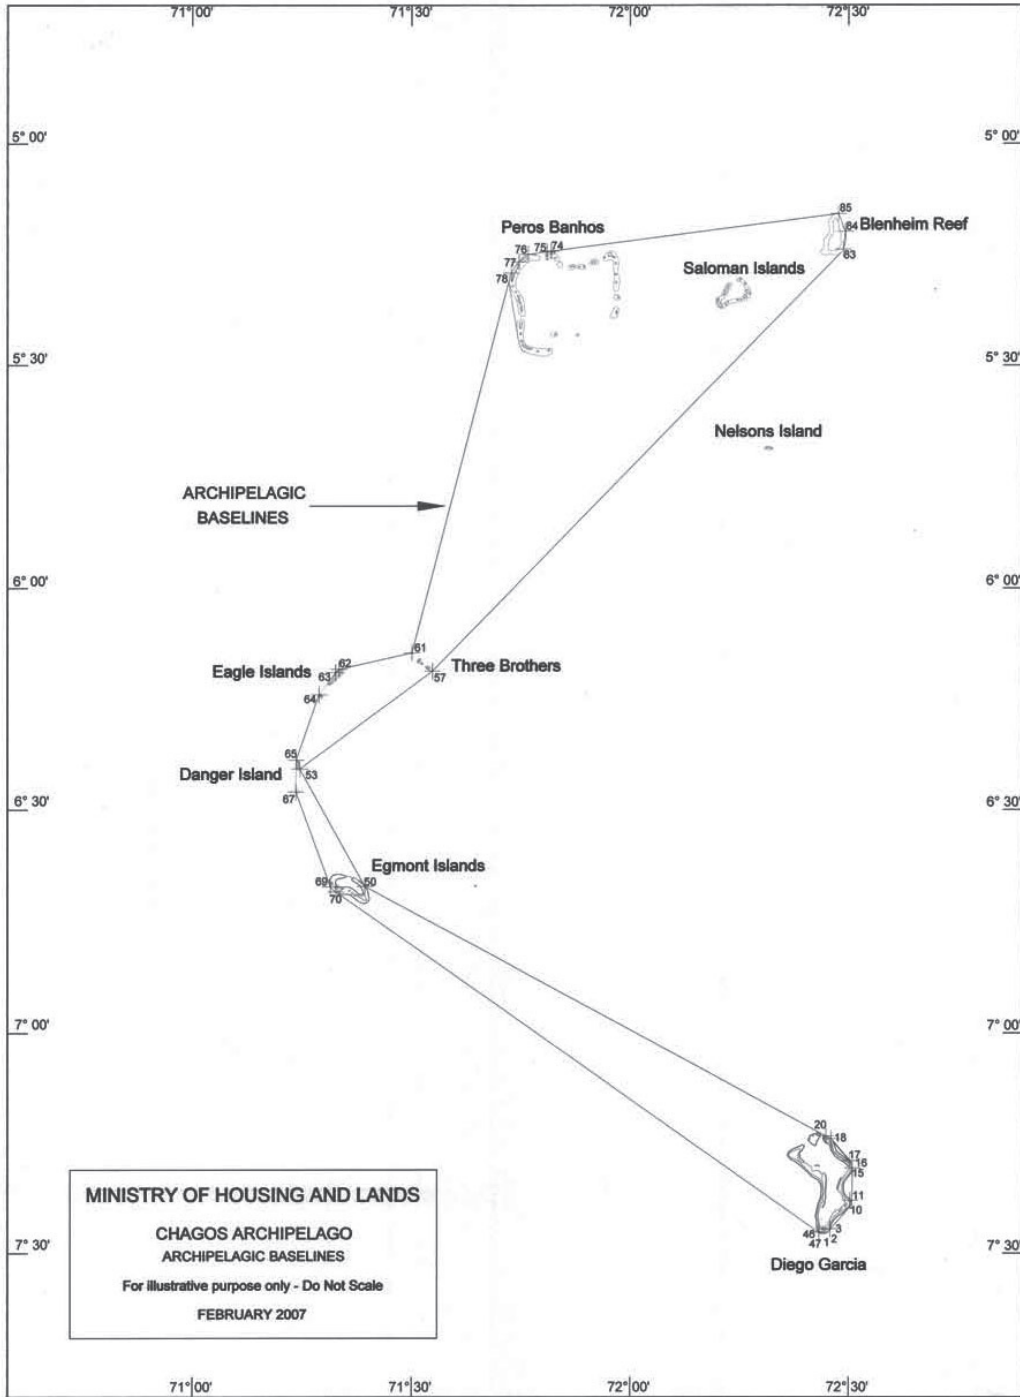 71°00' 71°30' 72°00' 72°30'
5° 00' 5° 00'
85
84 Blenheim Reef
83
Peros Banhos
76 75 74
77
78
Saloman Islands
5° 30' 5° 30'
Nelsons Island
ARCHIPELAGIC
BASELINES
6° 00' 6° 00'
61
62
Eagle Islands 63
64
Three Brothers
57
65
Danger Island 53
67
6° 30' 6° 30'
Egmont Islands
69 50
70
7° 00' 7° 00'
20
18
17
16
15
11
10
3
46 2
47 1
Diego Garcia
7° 30' 7° 30'
MINISTRY OF HOUSING AND LANDS
CHAGOS ARCHIPELAGO
ARCHIPELAGIC BASELINES
For illustrative purpose only - Do Not Scale
FEBRUARY 2007
71°00' 71°30' 72°00' 72°30'